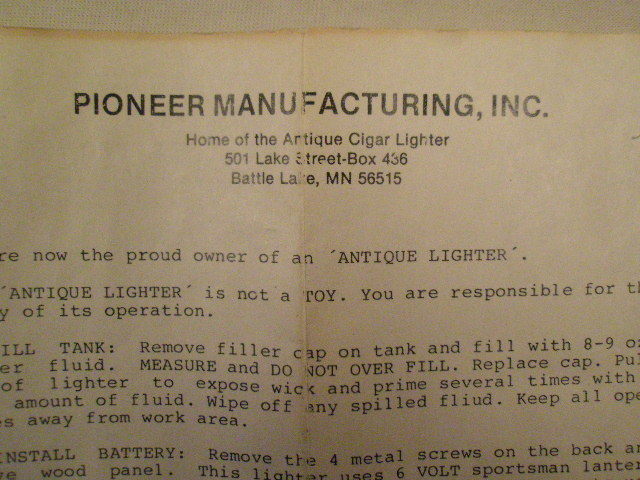 PIONEER MANUFACTURING, INC.
Home of the Antique Cigar Lighter
501 Lake Street-Box 436
Battle Lake, MN 56515
re now the proud owner of an ´ANTIQUE LIGHTER´.
´ANTIQUE LIGHTER´ is not a TOY. You are responsible for th
y of its operation.
ILL TANK: Remove filler cap on tank and fill with 8-9 oz
er fluid. MEASURE and DO NOT OVER FILL. Replace cap. Pul
of lighter to expose wick and prime several times with
amount of fluid. Wipe off any spilled fliud. Keep all ope
es away from work area.
INSTALL BATTERY: Remove the 4 metal screws on the back an
ve wood panel. This lighter uses 6 VOLT sportsman lanter